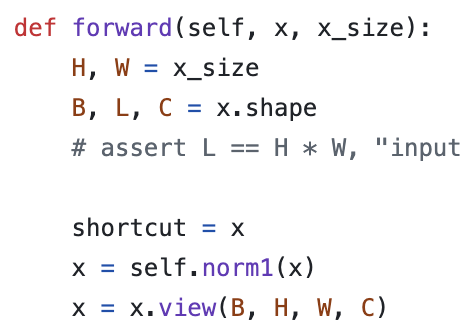 def forward(self, x, x_size):
    H, W = x_size
    B, L, C = x.shape
    # assert L == H * W, "input

    shortcut = x
    x = self.norm1(x)
    x = x.view(B, H, W, C)